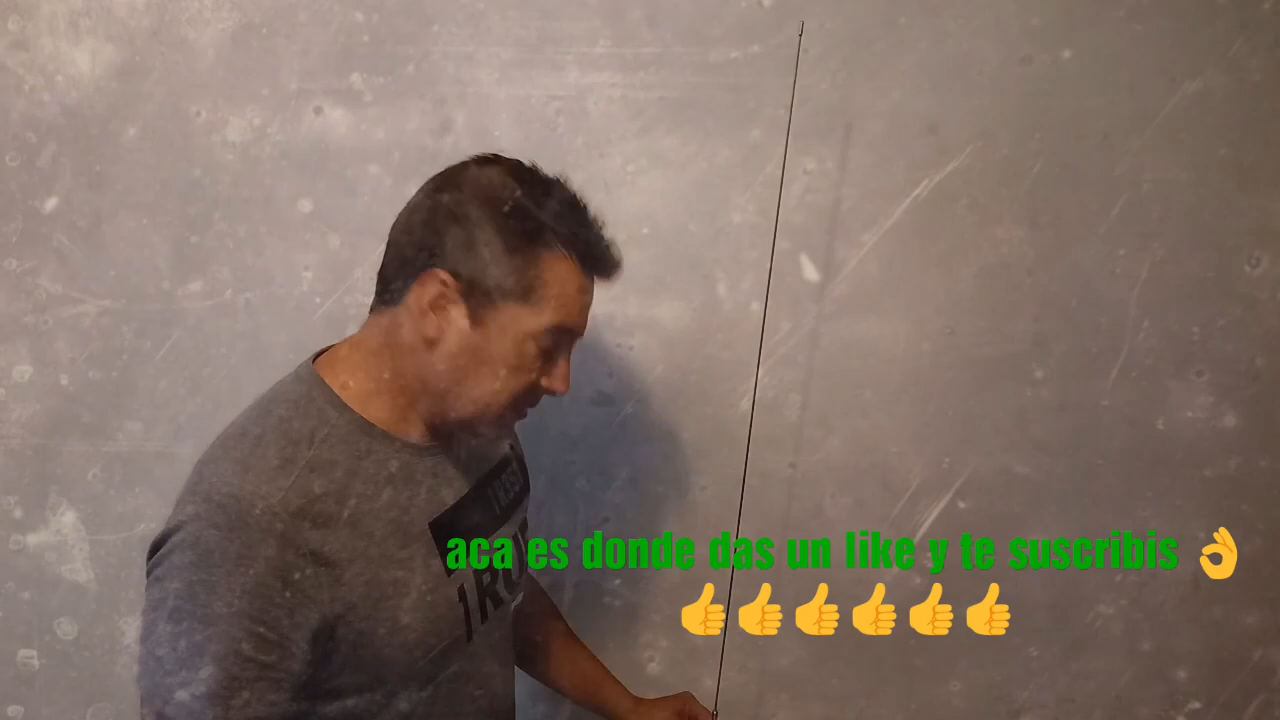 aca es donde das un like y te suscribis 👌
👍👍👍👍👍👍